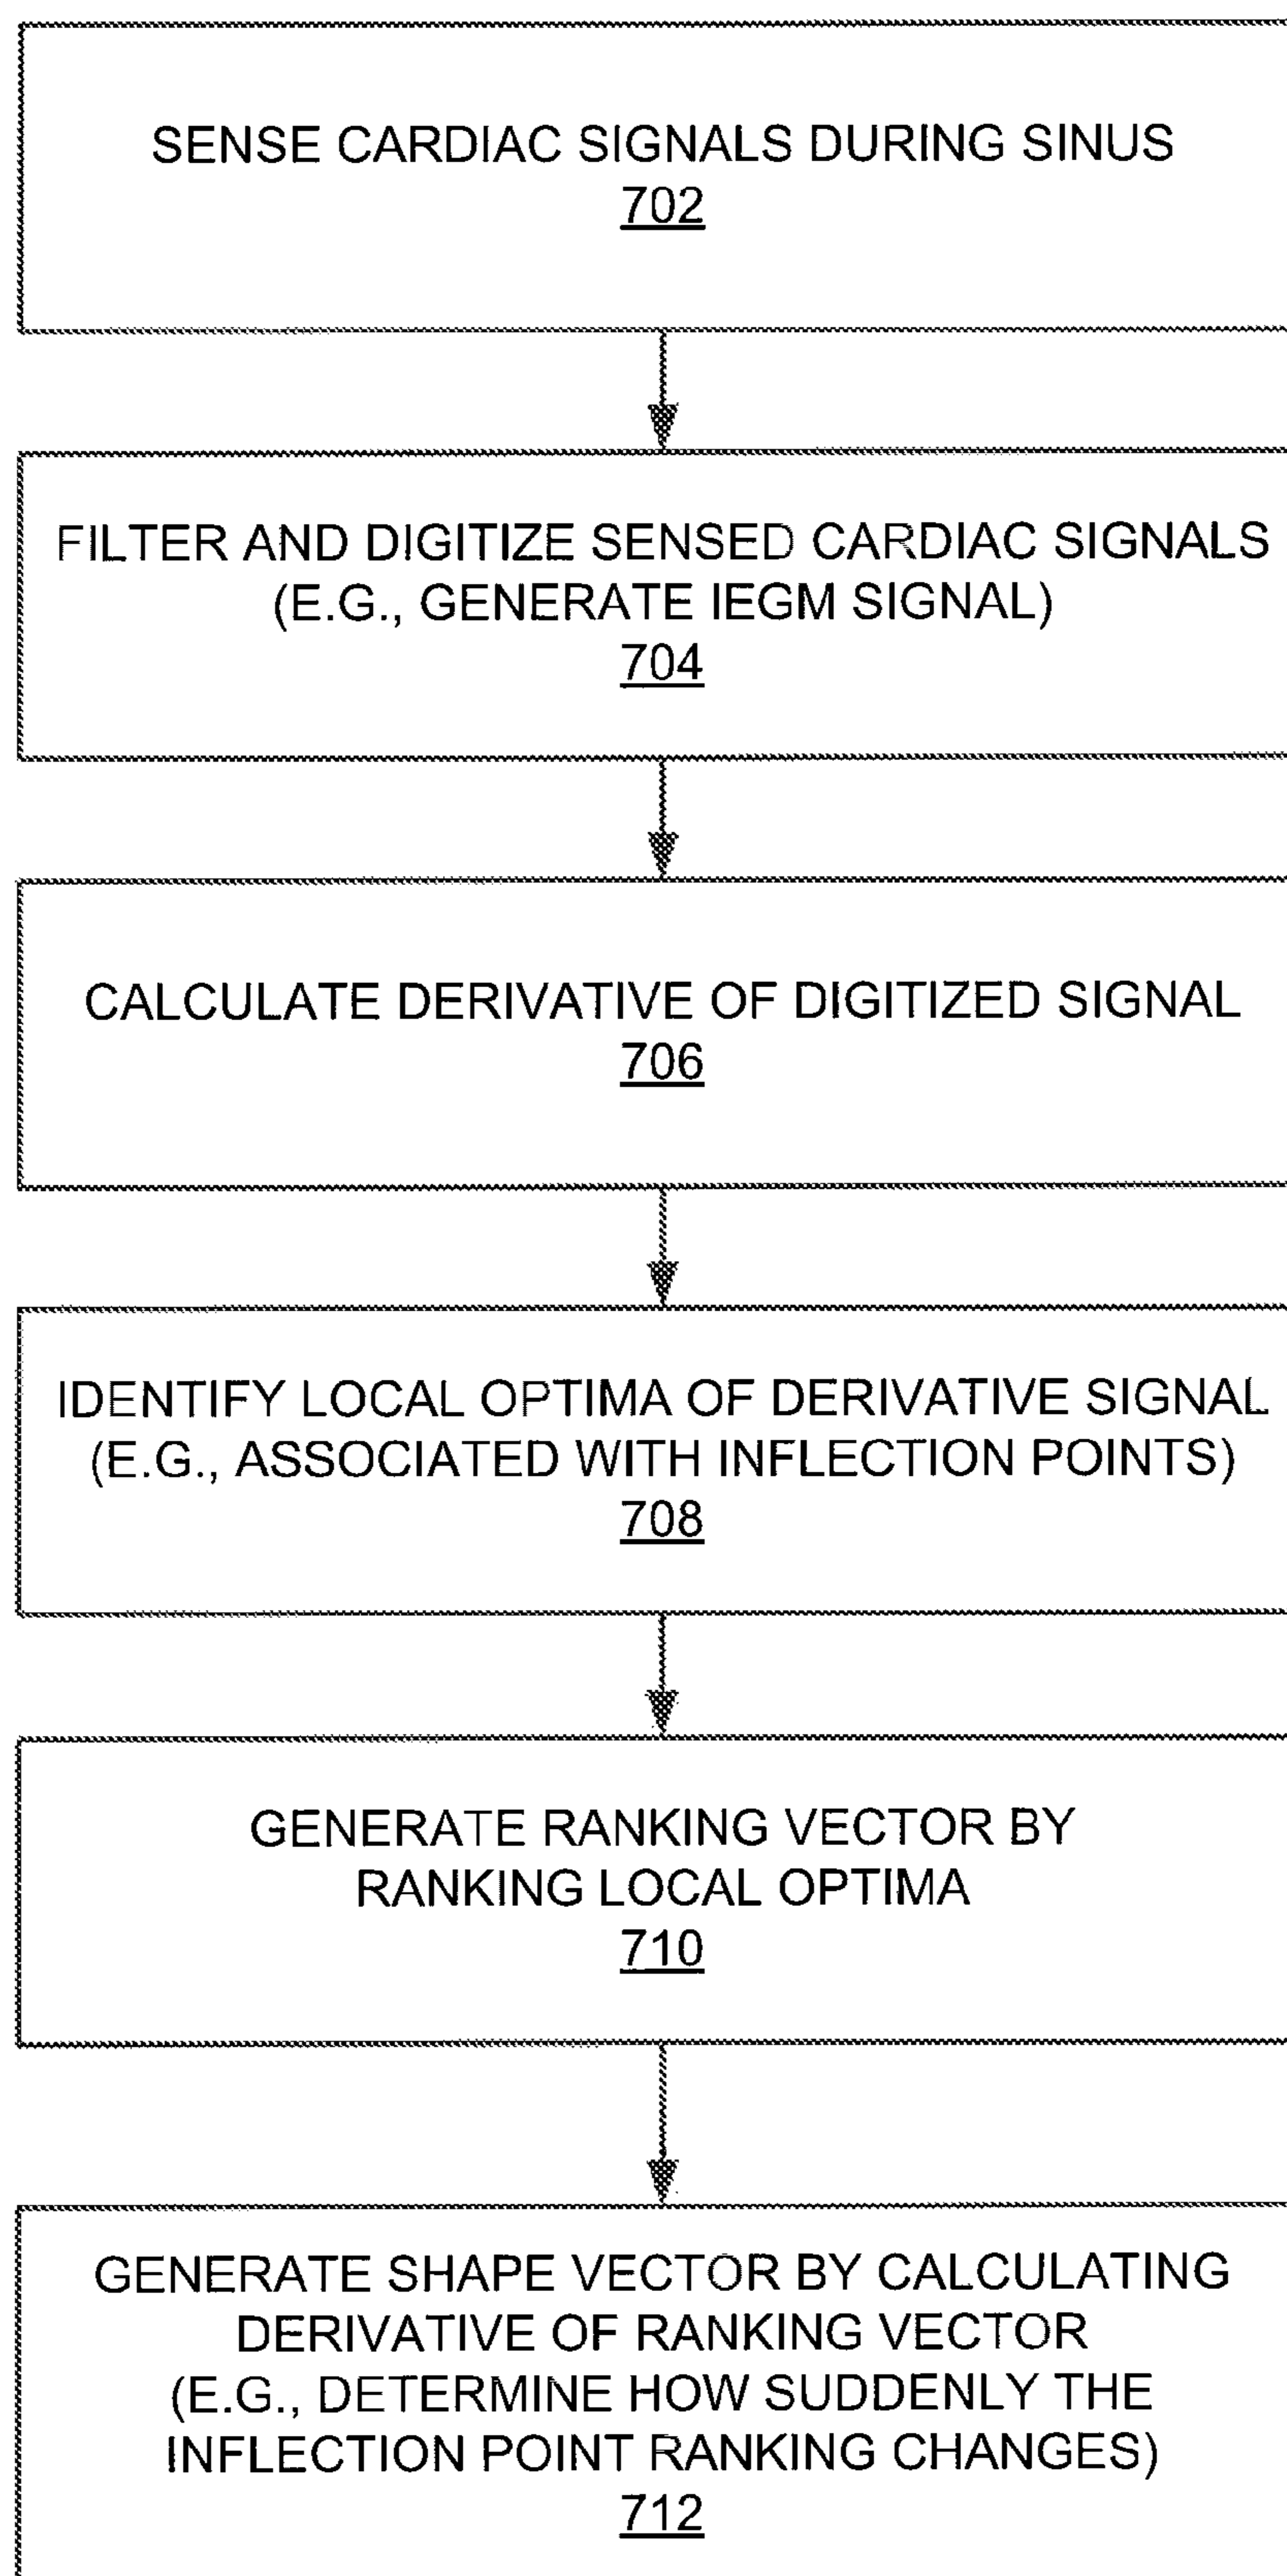 SENSE CARDIAC SIGNALS DURING SINUS
702
FILTER AND DIGITIZE SENSED CARDIAC SIGNALS
(E.G., GENERATE IEGM SIGNAL)
704
CALCULATE DERIVATIVE OF DIGITIZED SIGNAL
706
IDENTIFY LOCAL OPTIMA OF DERIVATIVE SIGNAL
(E.G., ASSOCIATED WITH INFLECTION POINTS)
708
GENERATE RANKING VECTOR BY
RANKING LOCAL OPTIMA
710
GENERATE SHAPE VECTOR BY CALCULATING
DERIVATIVE OF RANKING VECTOR
(E.G., DETERMINE HOW SUDDENLY THE
INFLECTION POINT RANKING CHANGES)
712